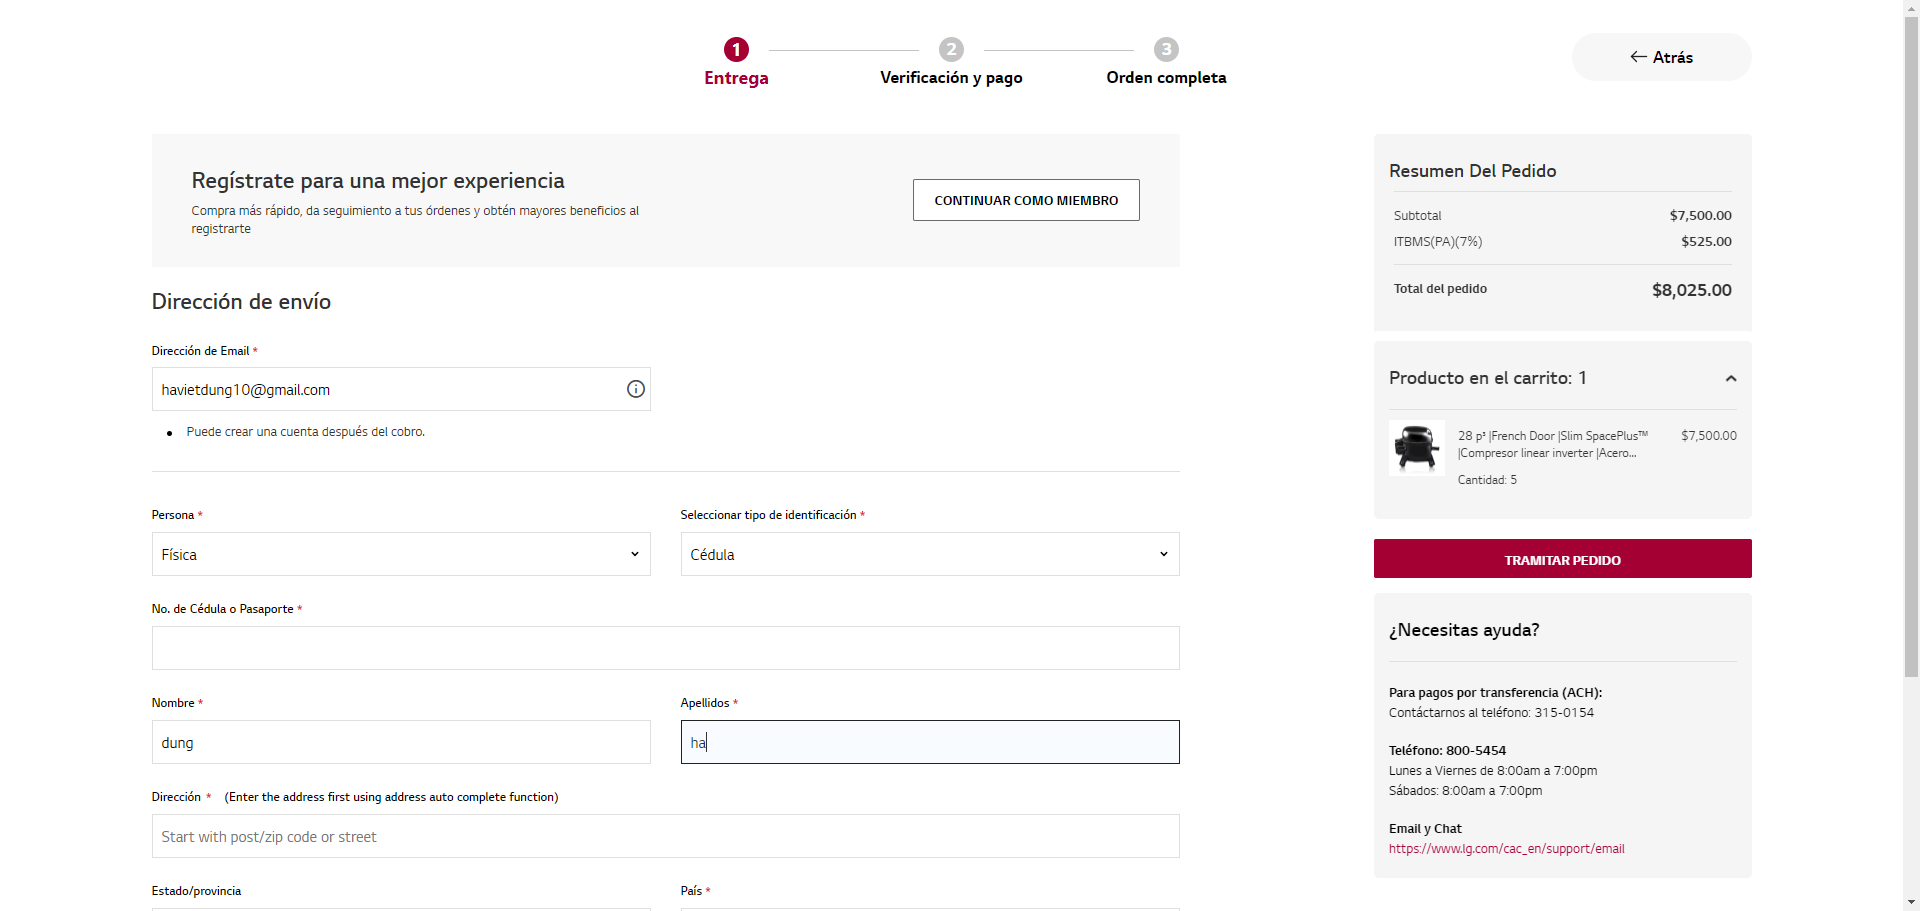 1
Entrega
2
Verificación y pago
3
Orden completa
← Atrás
Regístrate para una mejor experiencia
Compra más rápido, da seguimiento a tus órdenes y obtén mayores beneficios al
registrarte
CONTINUAR COMO MIEMBRO
Dirección de envío
Dirección de Email *
havietdung10@gmail.com
Puede crear una cuenta después del cobro.
Persona *
Seleccionar tipo de identificación *
Física
Cédula
No. de Cédula o Pasaporte *
Nombre *
Apellidos *
dung
ha
Dirección * (Enter the address first using address auto complete function)
Start with post/zip code or street
Estado/provincia
País *
Resumen Del Pedido
Subtotal $7,500.00
ITBMS(PA)(7%) $525.00
Total del pedido $8,025.00
Producto en el carrito: 1
28 p³ |French Door |Slim SpacePlus™ $7,500.00
|Compresor linear inverter |Acero...
Cantidad: 5
TRAMITAR PEDIDO
¿Necesitas ayuda?
Para pagos por transferencia (ACH):
Contáctarnos al teléfono: 315-0154
Teléfono: 800-5454
Lunes a Viernes de 8:00am a 7:00pm
Sábados: 8:00am a 7:00pm
Email y Chat
https://www.lg.com/cac_en/support/email